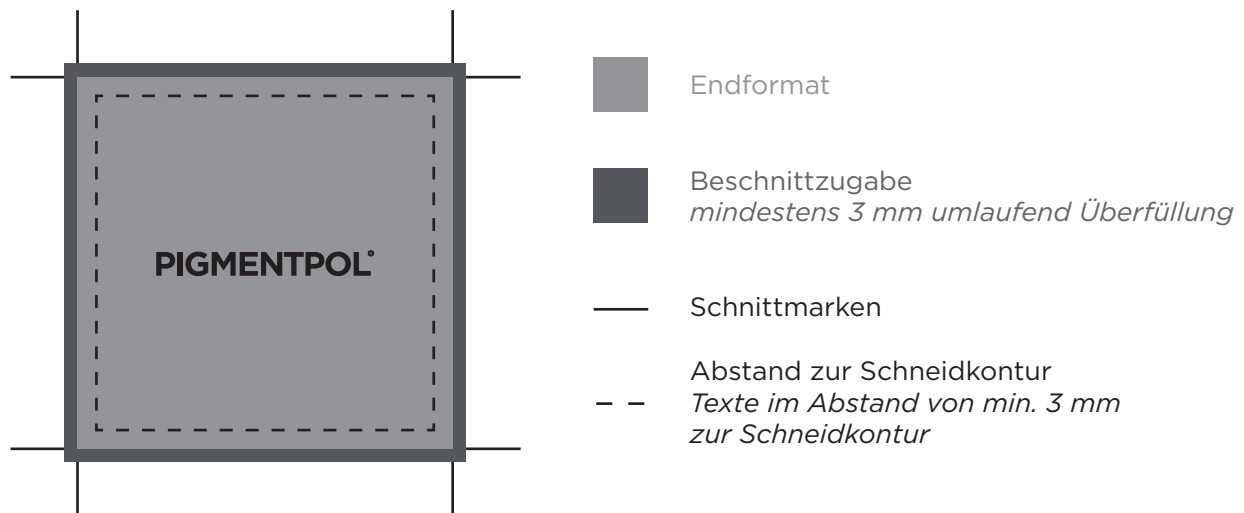 PIGMENTPOL°
Endformat
Beschnittzugabe
mindestens 3 mm umlaufend Überfüllung
Schnittmarken
Abstand zur Schneidkontur
Texte im Abstand von min. 3 mm
zur Schneidkontur